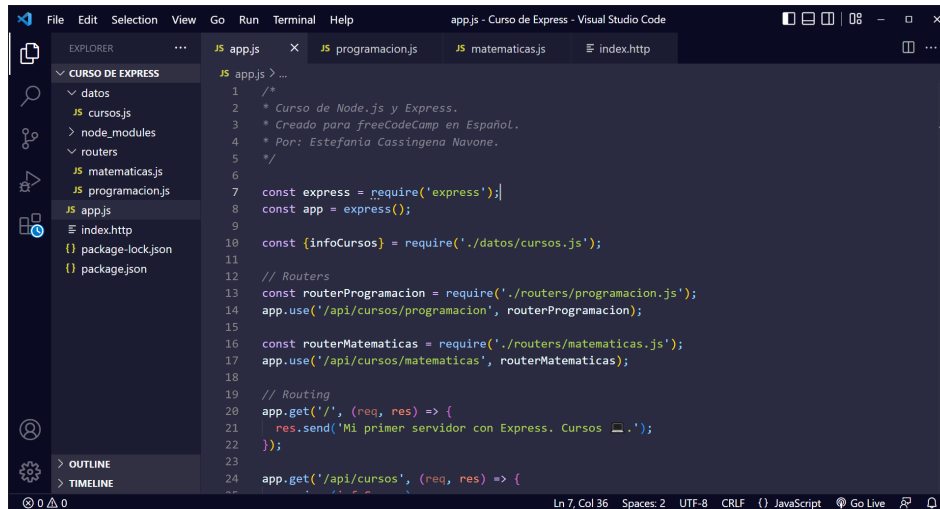 File Edit Selection View Go Run Terminal Help app.js - Curso de Express - Visual Studio Code
EXPLORER ...
JS app.js × JS programacion.js JS matematicas.js index.http ...
CURSO DE EXPRESS
datos
JS cursos.js
node_modules
routers
JS matematicas.js
JS programacion.js
JS app.js
index.http
{} package-lock.json
{} package.json
OUTLINE
TIMELINE
JS app.js > ...
1 /*
2 * Curso de Node.js y Express.
3 * Creado para freeCodeCamp en Español.
4 * Por: Estefania Cassingena Navone.
5 */
6
7 const express = require('express');
8 const app = express();
9
10 const {infoCursos} = require('./datos/cursos.js');
11
12 // Routers
13 const routerProgramacion = require('./routers/programacion.js');
14 app.use('/api/cursos/programacion', routerProgramacion);
15
16 const routerMatematicas = require('./routers/matematicas.js');
17 app.use('/api/cursos/matematicas', routerMatematicas);
18
19 // Routing
20 app.get('/', (req, res) => {
21 res.send('Mi primer servidor con Express. Cursos 💻.');
22 });
23
24 app.get('/api/cursos', (req, res) => {
0 0 Ln 7, Col 36 Spaces: 2 UTF-8 CRLF {} JavaScript Go Live